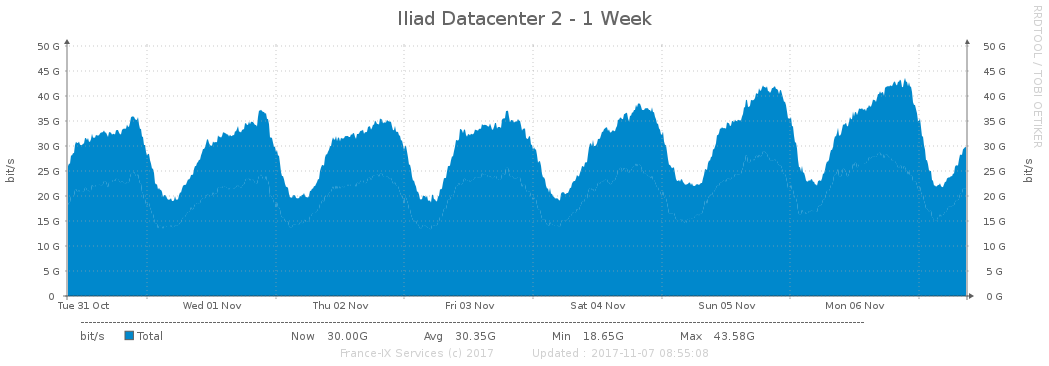 Iliad Datacenter 2 - 1 Week
RRDTOOL / TOBI OETIKER
50 G 50 G
45 G 45 G
40 G 40 G
35 G 35 G
30 G 30 G
25 G 25 G
20 G 20 G
15 G 15 G
10 G 10 G
5 G 5 G
0 0 G
bit/s bit/s
Tue 31 Oct Wed 01 Nov Thu 02 Nov Fri 03 Nov Sat 04 Nov Sun 05 Nov Mon 06 Nov
bit/s Total Now 30.00G Avg 30.35G Min 18.65G Max 43.58G
France-IX Services (c) 2017 Updated : 2017-11-07 08:55:08